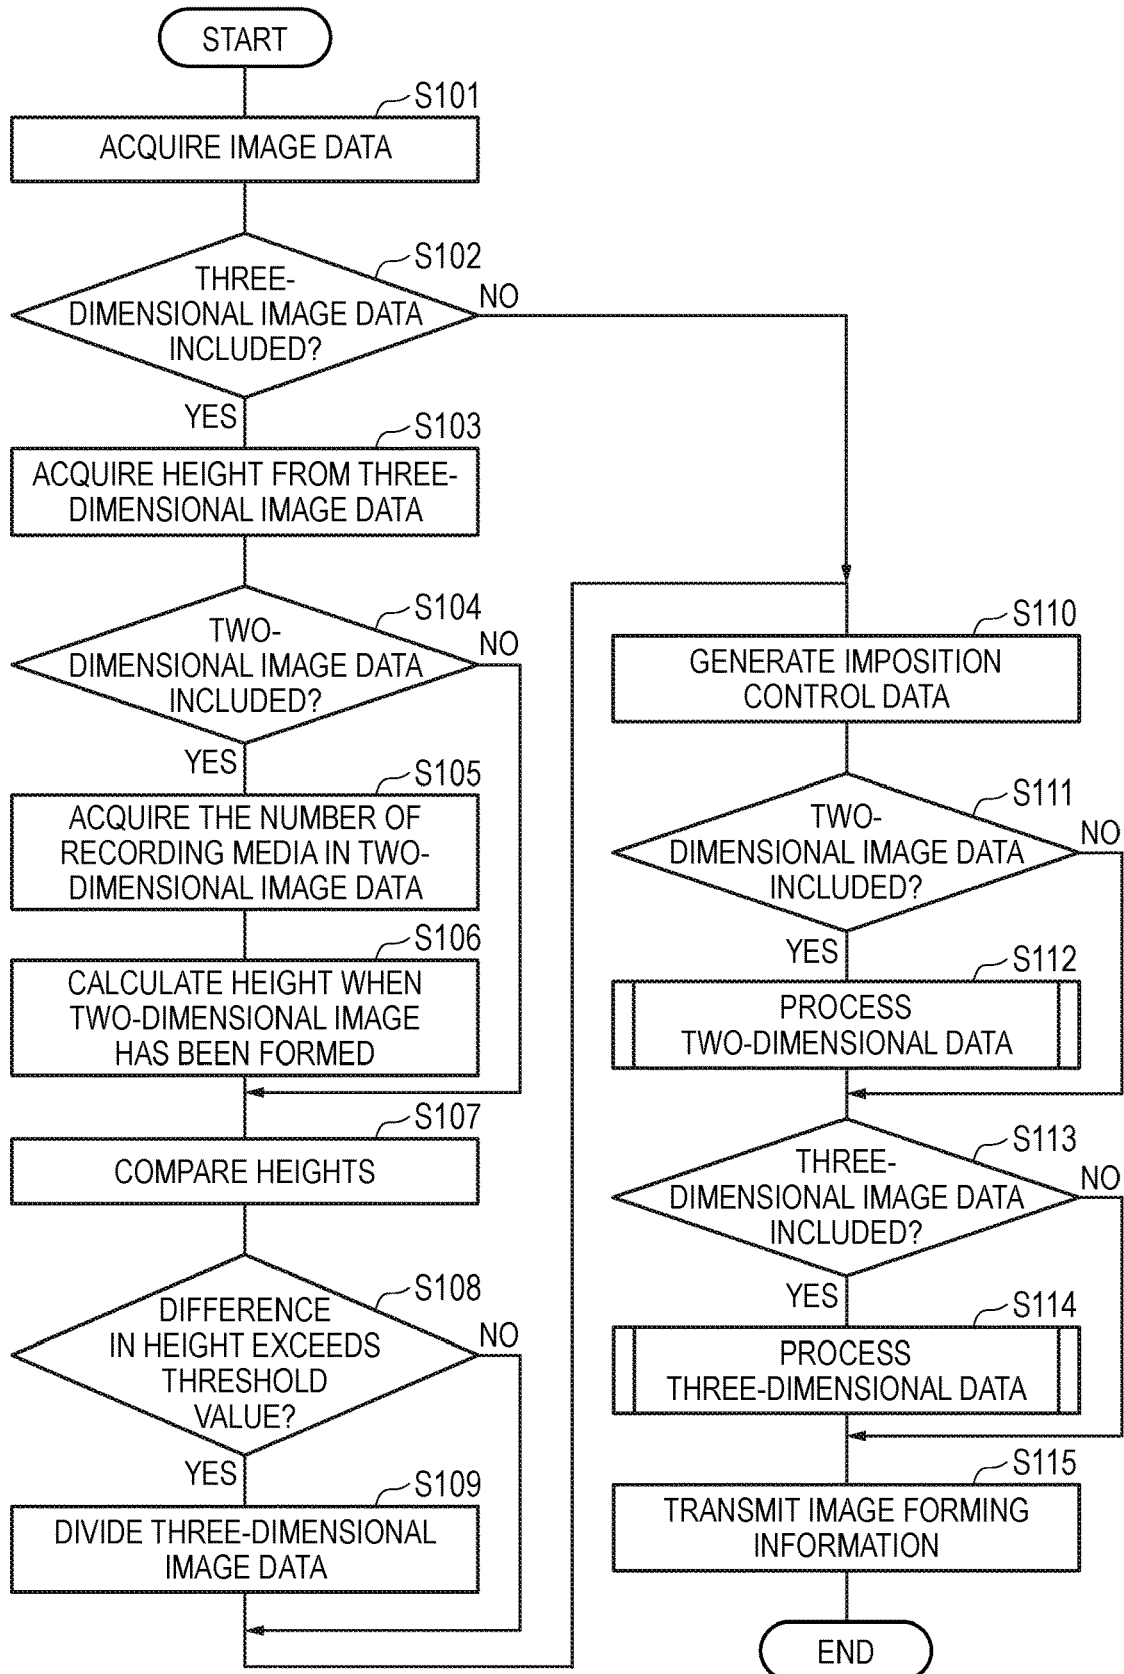 START
S101
ACQUIRE IMAGE DATA
S102
THREE-
DIMENSIONAL IMAGE DATA
INCLUDED?
NO
YES
S103
ACQUIRE HEIGHT FROM THREE-
DIMENSIONAL IMAGE DATA
S104
TWO-
DIMENSIONAL IMAGE DATA
INCLUDED?
NO
YES
S105
ACQUIRE THE NUMBER OF
RECORDING MEDIA IN TWO-
DIMENSIONAL IMAGE DATA
S106
CALCULATE HEIGHT WHEN
TWO-DIMENSIONAL IMAGE
HAS BEEN FORMED
S107
COMPARE HEIGHTS
S108
DIFFERENCE
IN HEIGHT EXCEEDS
THRESHOLD
VALUE?
NO
YES
S109
DIVIDE THREE-DIMENSIONAL
IMAGE DATA
S110
GENERATE IMPOSITION
CONTROL DATA
S111
TWO-
DIMENSIONAL IMAGE DATA
INCLUDED?
NO
YES
S112
PROCESS
TWO-DIMENSIONAL DATA
S113
THREE-
DIMENSIONAL IMAGE DATA
INCLUDED?
NO
YES
S114
PROCESS
THREE-DIMENSIONAL DATA
S115
TRANSMIT IMAGE FORMING
INFORMATION
END